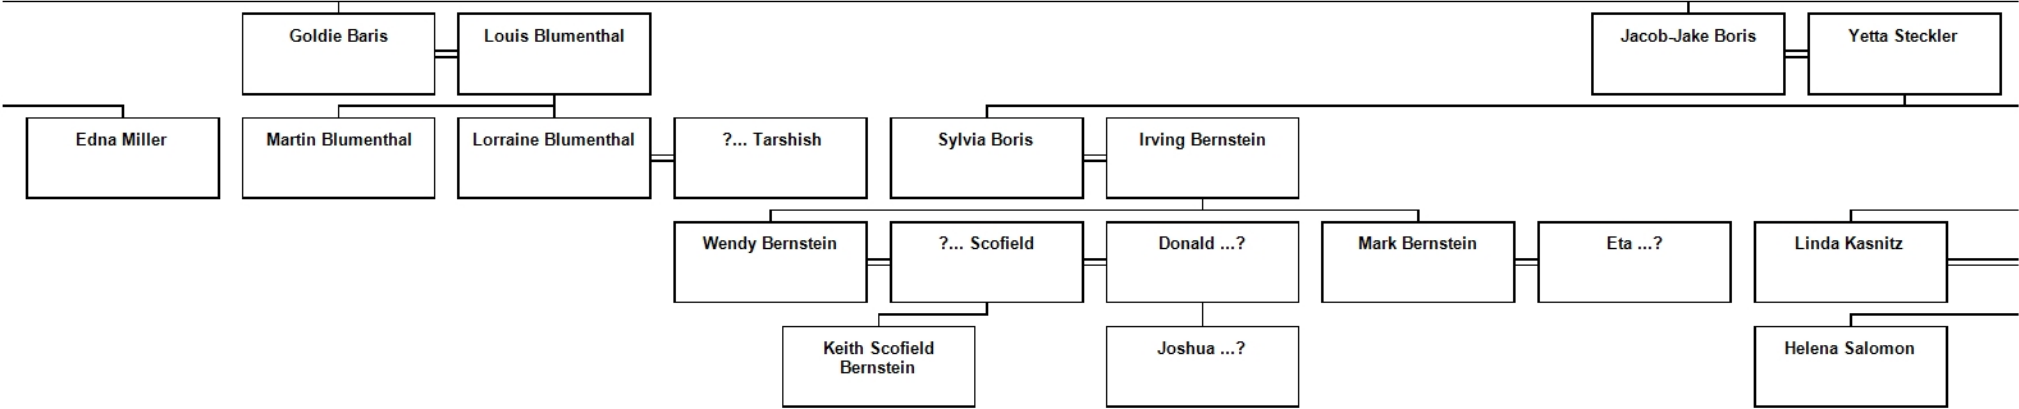 Goldie Baris
Louis Blumenthal
Jacob-Jake Boris
Yetta Steckler
Edna Miller
Martin Blumenthal
Lorraine Blumenthal
?... Tarshish
Sylvia Boris
Irving Bernstein
Wendy Bernstein
?... Scofield
Donald ...?
Mark Bernstein
Eta ...?
Linda Kasnitz
Keith Scofield
Bernstein
Joshua ...?
Helena Salomon